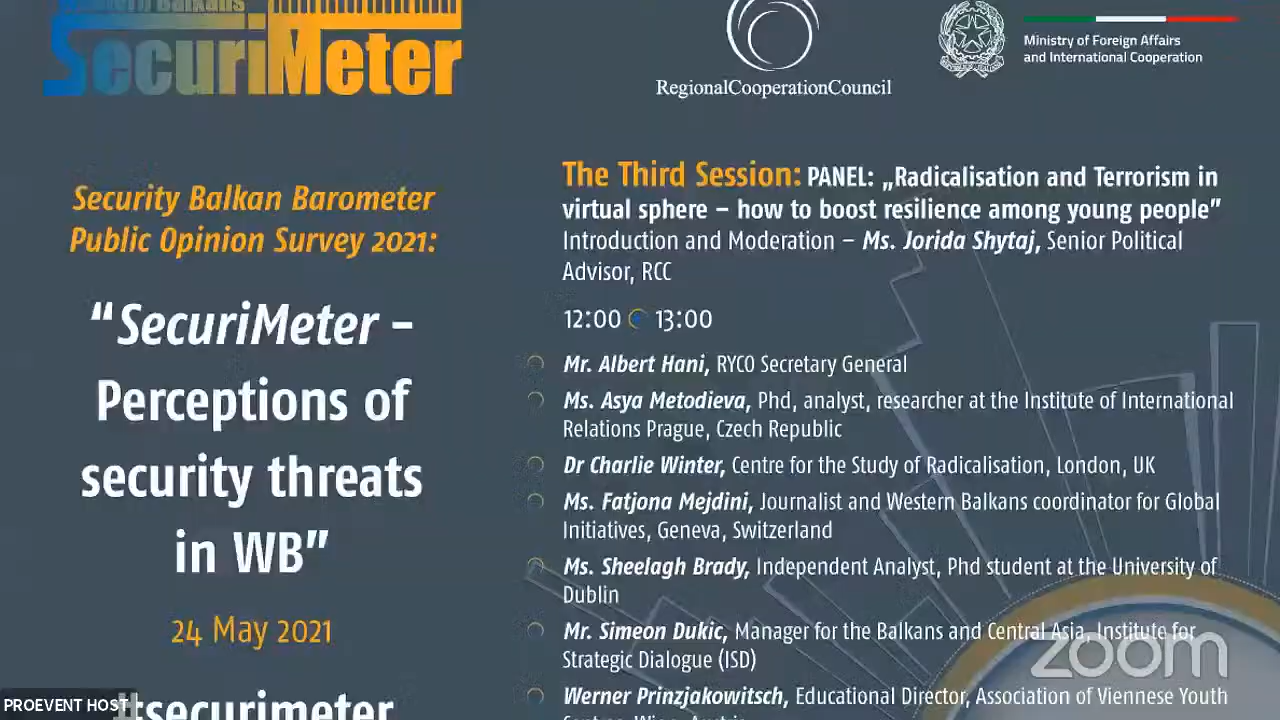 Western Balkans
SecuriMeter
RegionalCooperationCouncil
Ministry of Foreign Affairs
and International Cooperation
Security Balkan Barometer
Public Opinion Survey 2021:
“SecuriMeter –
Perceptions of
security threats
in WB”
24 May 2021
#securimeter
The Third Session: PANEL: „Radicalisation and Terrorism in
virtual sphere – how to boost resilience among young people”
Introduction and Moderation – Ms. Jorida Shytaj, Senior Political
Advisor, RCC
12:00 13:00
Mr. Albert Hani, RYCO Secretary General
Ms. Asya Metodieva, Phd, analyst, researcher at the Institute of International
Relations Prague, Czech Republic
Dr Charlie Winter, Centre for the Study of Radicalisation, London, UK
Ms. Fatjona Mejdini, Journalist and Western Balkans coordinator for Global
Initiatives, Geneva, Switzerland
Ms. Sheelagh Brady, Independent Analyst, Phd student at the University of
Dublin
Mr. Simeon Dukic, Manager for the Balkans and Central Asia, Institute for
Strategic Dialogue (ISD)
Werner Prinzjakowitsch, Educational Director, Association of Viennese Youth
zoom
PROEVENT HOST